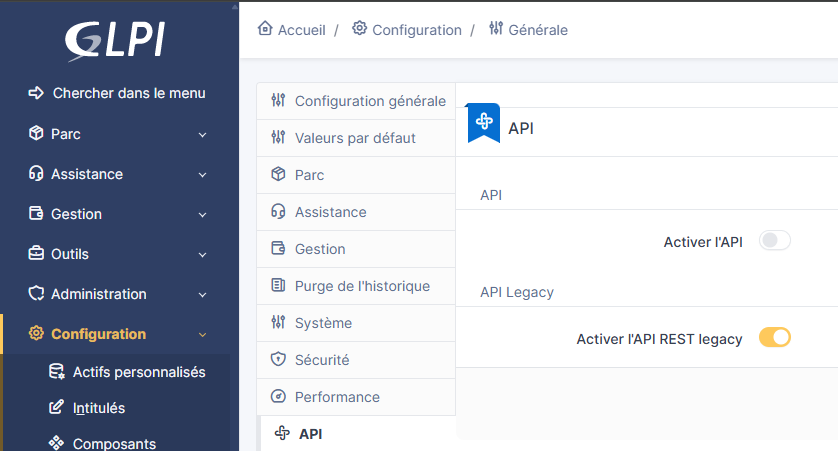 GLPI
Chercher dans le menu
Parc
Assistance
Gestion
Outils
Administration
Configuration
Actifs personnalisés
Intitulés
Composants
Accueil / Configuration / Générale
Configuration générale
Valeurs par défaut
Parc
Assistance
Gestion
Purge de l'historique
Système
Sécurité
Performance
API
API
API
Activer l'API
API Legacy
Activer l'API REST legacy